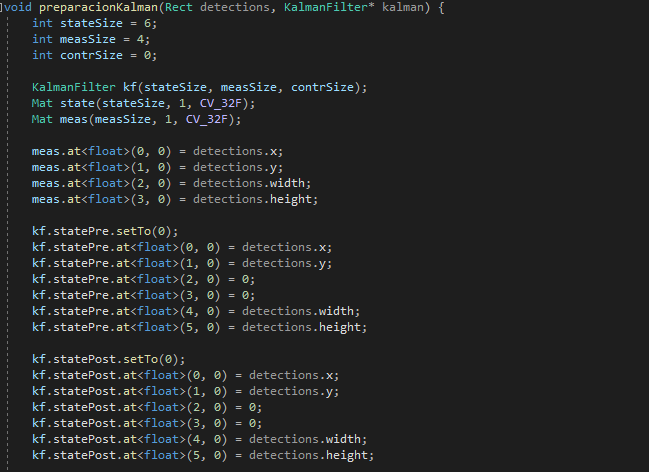 void preparacionKalman(Rect detections, KalmanFilter* kalman) {
int stateSize = 6;
int measSize = 4;
int contrSize = 0;
KalmanFilter kf(stateSize, measSize, contrSize);
Mat state(stateSize, 1, CV_32F);
Mat meas(measSize, 1, CV_32F);
meas.at<float>(0, 0) = detections.x;
meas.at<float>(1, 0) = detections.y;
meas.at<float>(2, 0) = detections.width;
meas.at<float>(3, 0) = detections.height;
kf.statePre.setTo(0);
kf.statePre.at<float>(0, 0) = detections.x;
kf.statePre.at<float>(1, 0) = detections.y;
kf.statePre.at<float>(2, 0) = 0;
kf.statePre.at<float>(3, 0) = 0;
kf.statePre.at<float>(4, 0) = detections.width;
kf.statePre.at<float>(5, 0) = detections.height;
kf.statePost.setTo(0);
kf.statePost.at<float>(0, 0) = detections.x;
kf.statePost.at<float>(1, 0) = detections.y;
kf.statePost.at<float>(2, 0) = 0;
kf.statePost.at<float>(3, 0) = 0;
kf.statePost.at<float>(4, 0) = detections.width;
kf.statePost.at<float>(5, 0) = detections.height;